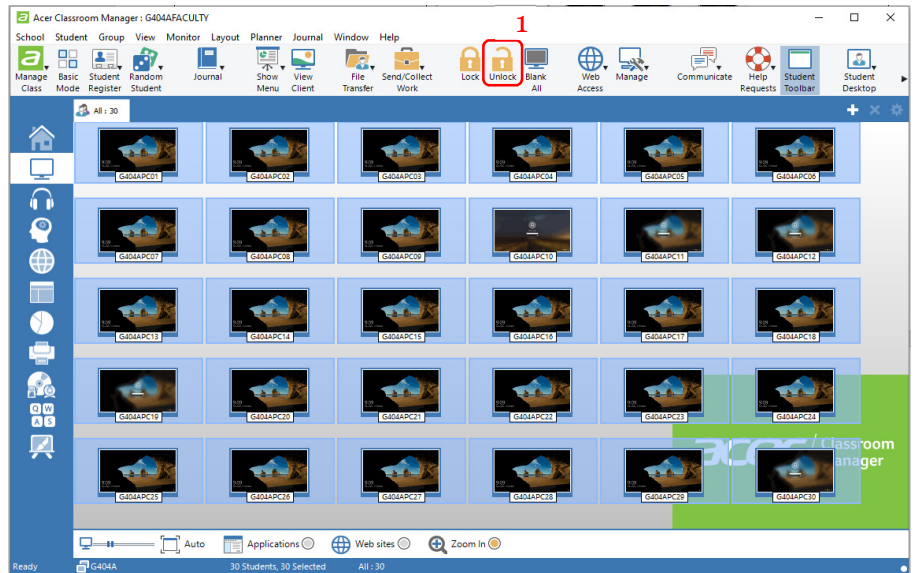 Acer Classroom Manager : G404AFACULTY
1
School Student Group View Monitor Layout Planner Journal Window Help
Manage Class
Basic Mode
Student Register
Random Student
Journal
Show Menu
View Client
File Transfer
Send/Collect Work
Lock
Unlock
Blank All
Web Access
Manage
Communicate
Help Requests
Student Toolbar
Student Desktop
All : 30
G404APC01 G404APC02 G404APC03 G404APC04 G404APC05 G404APC06
G404APC07 G404APC08 G404APC09 G404APC10 G404APC11 G404APC12
G404APC13 G404APC14 G404APC15 G404APC16 G404APC17 G404APC18
G404APC19 G404APC20 G404APC21 G404APC22 G404APC23 G404APC24
G404APC25 G404APC26 G404APC27 G404APC28 G404APC29 G404APC30
Q W
A S
acer / Classroom
anager
Auto Applications Web sites Zoom In
Ready G404A 30 Students, 30 Selected All : 30